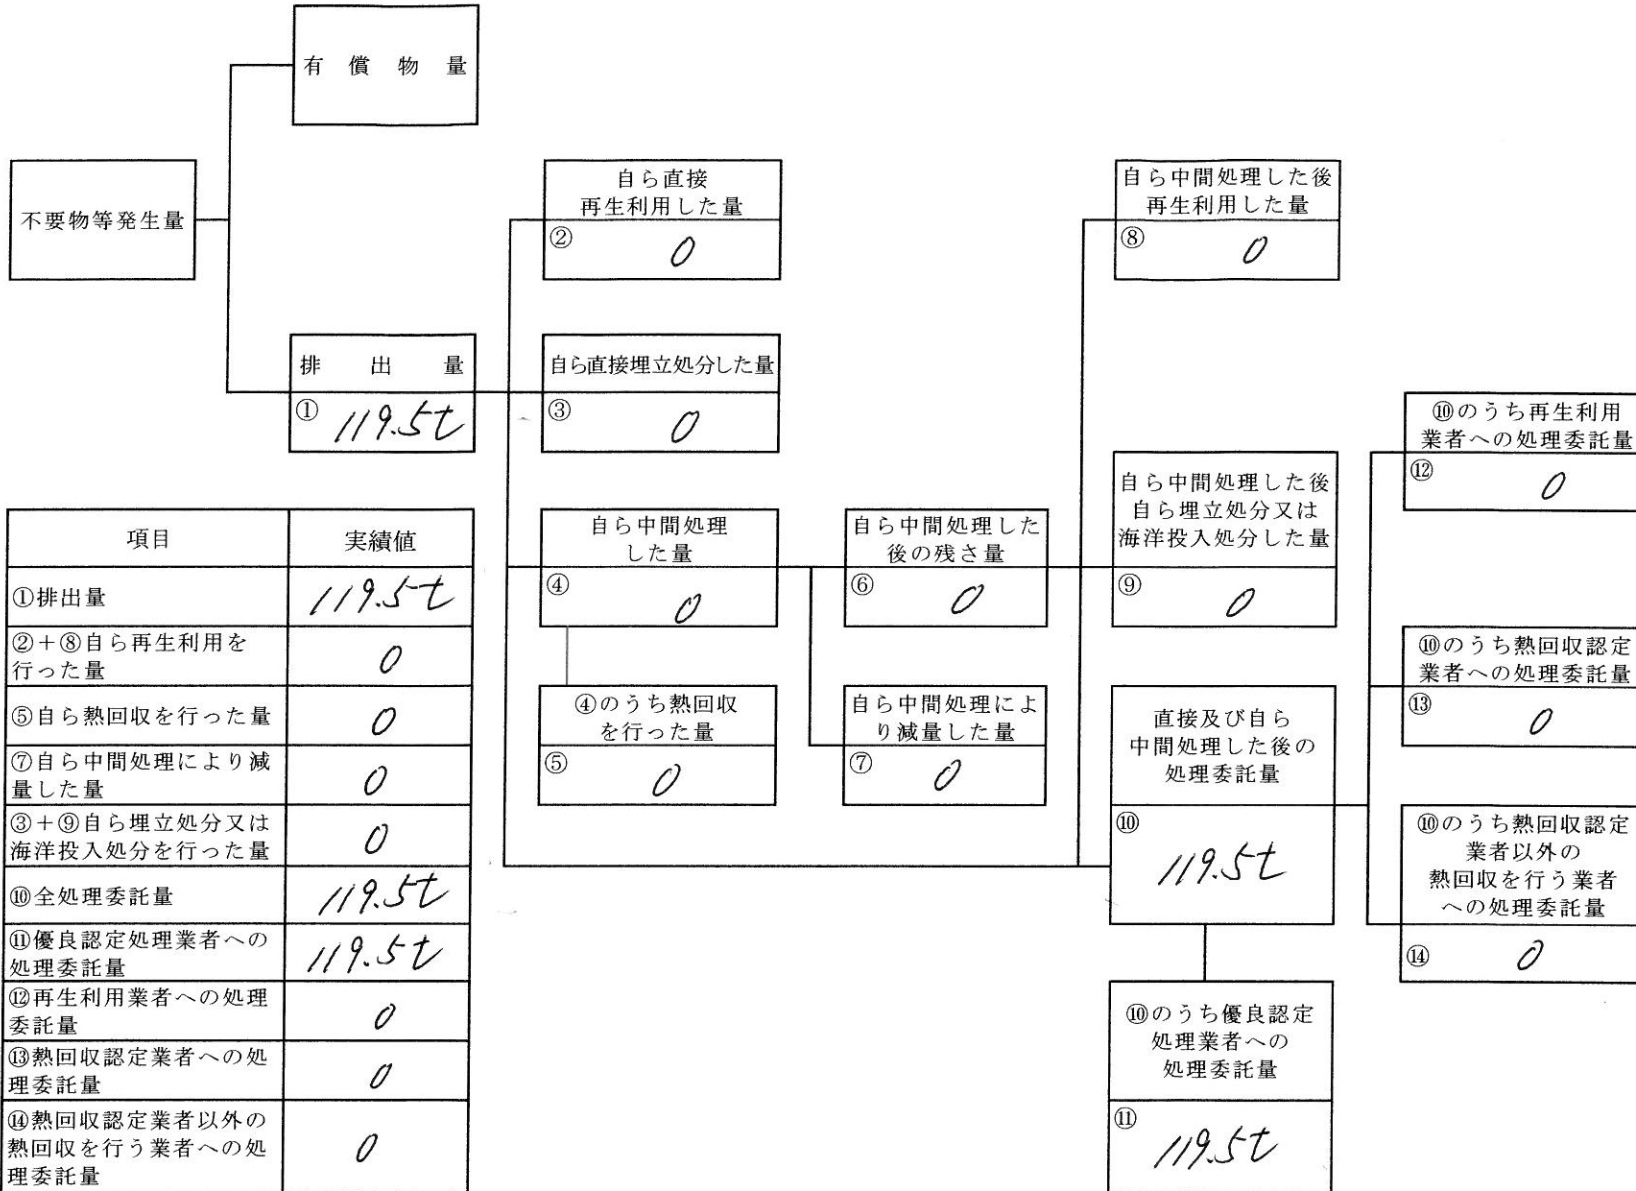 有償物量
不要物等発生量
排出量
① 119.5t
自ら直接
再生利用した量
② 0
自ら直接埋立処分した量
③ 0
自ら中間処理
した量
④ 0
④のうち熱回収
を行った量
⑤ 0
自ら中間処理した
後の残さ量
⑥ 0
自ら中間処理によ
り減量した量
⑦ 0
自ら中間処理した後
再生利用した量
⑧ 0
自ら中間処理した後
自ら埋立処分又は
海洋投入処分した量
⑨ 0
直接及び自ら
中間処理した後の
処理委託量
⑩ 119.5t
⑩のうち優良認定
処理業者への
処理委託量
⑪ 119.5t
⑩のうち再生利用
業者への処理委託量
⑫ 0
⑩のうち熱回収認定
業者への処理委託量
⑬ 0
⑩のうち熱回収認定
業者以外の
熱回収を行う業者
への処理委託量
⑭ 0
項目 実績値
①排出量 119.5t
②+⑧自ら再生利用を
行った量 0
⑤自ら熱回収を行った量 0
⑦自ら中間処理により減
量した量 0
③+⑨自ら埋立処分又は
海洋投入処分を行った量 0
⑩全処理委託量 119.5t
⑪優良認定処理業者への
処理委託量 119.5t
⑫再生利用業者への処理
委託量 0
⑬熱回収認定業者への処
理委託量 0
⑭熱回収認定業者以外の
熱回収を行う業者への処
理委託量 0